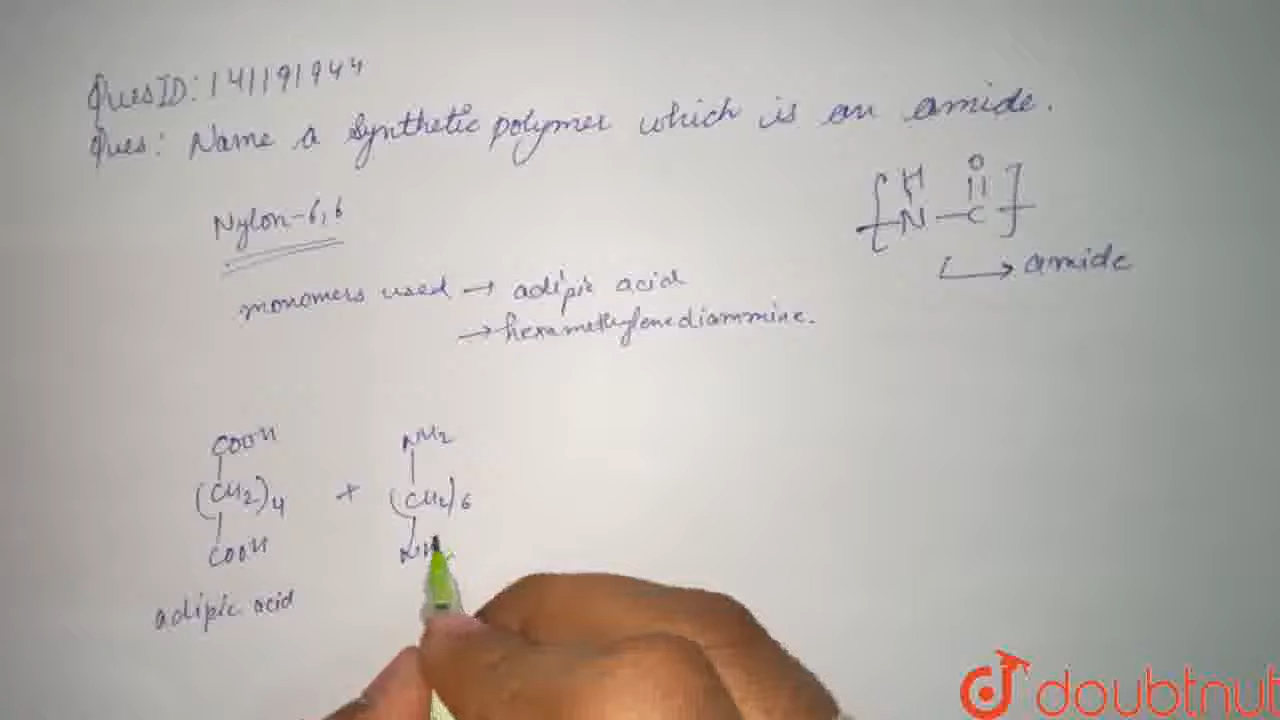 QuesID: 141191944
Ques: Name a synthetic polymer which is an amide.
Nylon-6,6
H O
[ N - C ]
→ amide
monomers used → adipic acid
→ hexamethylenediammine.
COOH NH2
(CH2)4 + (CH2)6
COOH
adipic acid
doubtnut